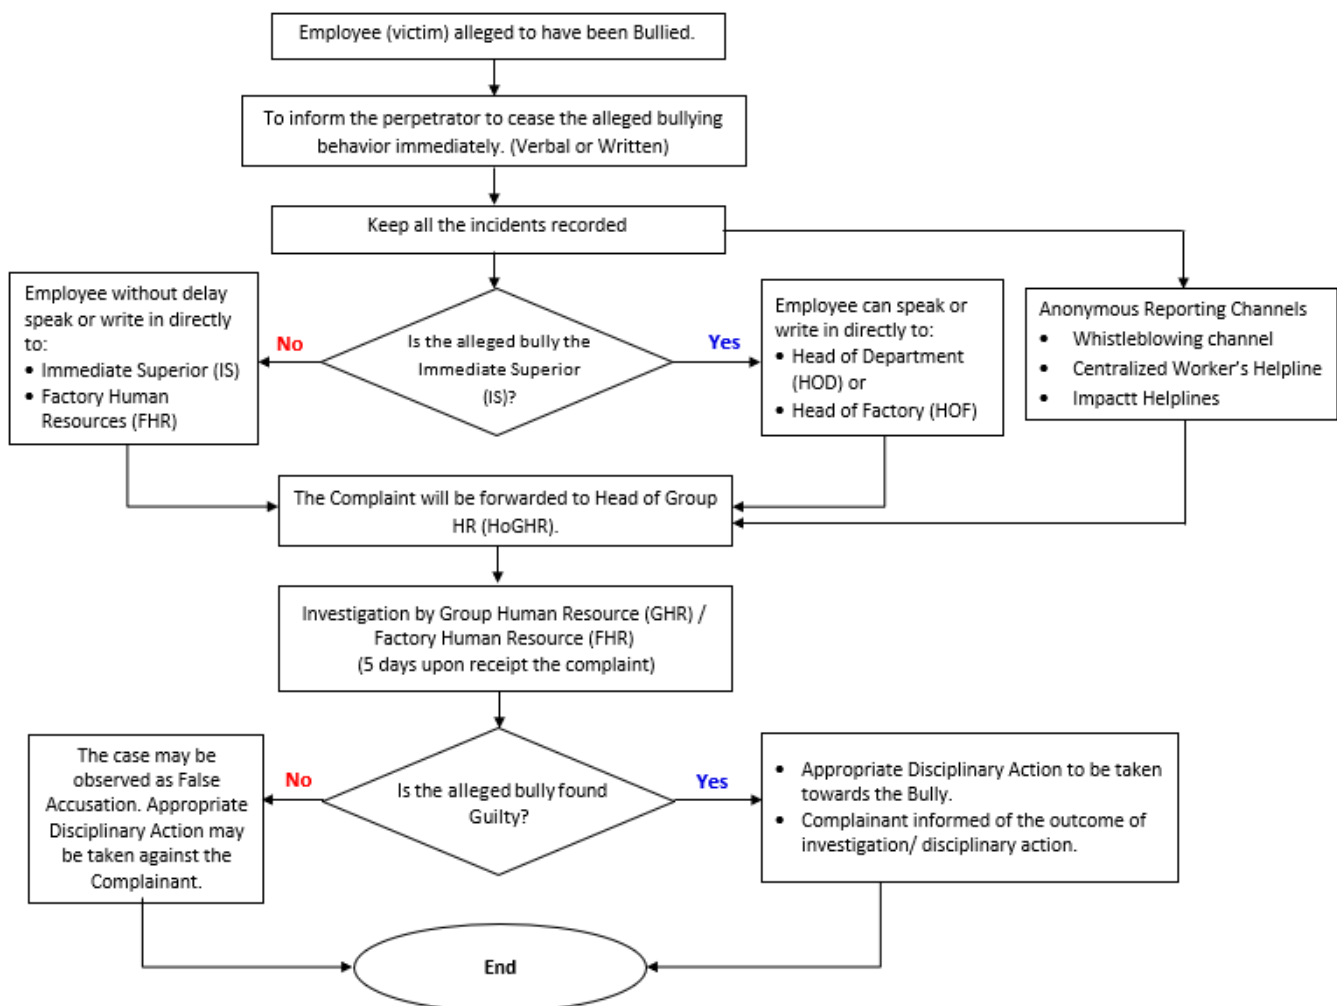 Employee (victim) alleged to have been Bullied.
To inform the perpetrator to cease the alleged bullying
behavior immediately. (Verbal or Written)
Keep all the incidents recorded
Employee without delay
speak or write in directly
to:
• Immediate Superior (IS)
• Factory Human
Resources (FHR)
No
Is the alleged bully the
Immediate Superior
(IS)?
Yes
Employee can speak or
write in directly to:
• Head of Department
(HOD) or
• Head of Factory (HOF)
Anonymous Reporting Channels
• Whistleblowing channel
• Centralized Worker's Helpline
• Impactt Helplines
The Complaint will be forwarded to Head of Group
HR (HoGHR).
Investigation by Group Human Resource (GHR) /
Factory Human Resource (FHR)
(5 days upon receipt the complaint)
The case may be
observed as False
Accusation. Appropriate
Disciplinary Action may
be taken against the
Complainant.
No
Is the alleged bully found
Guilty?
Yes
• Appropriate Disciplinary Action to be taken
towards the Bully.
• Complainant informed of the outcome of
investigation/ disciplinary action.
End